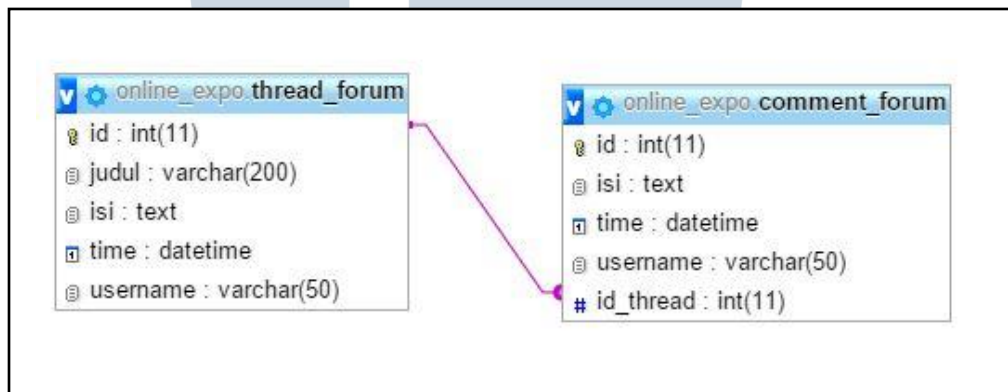 online_expo.thread_forum
id : int(11)
judul : varchar(200)
isi : text
time : datetime
username : varchar(50)
online_expo.comment_forum
id : int(11)
isi : text
time : datetime
username : varchar(50)
# id_thread : int(11)